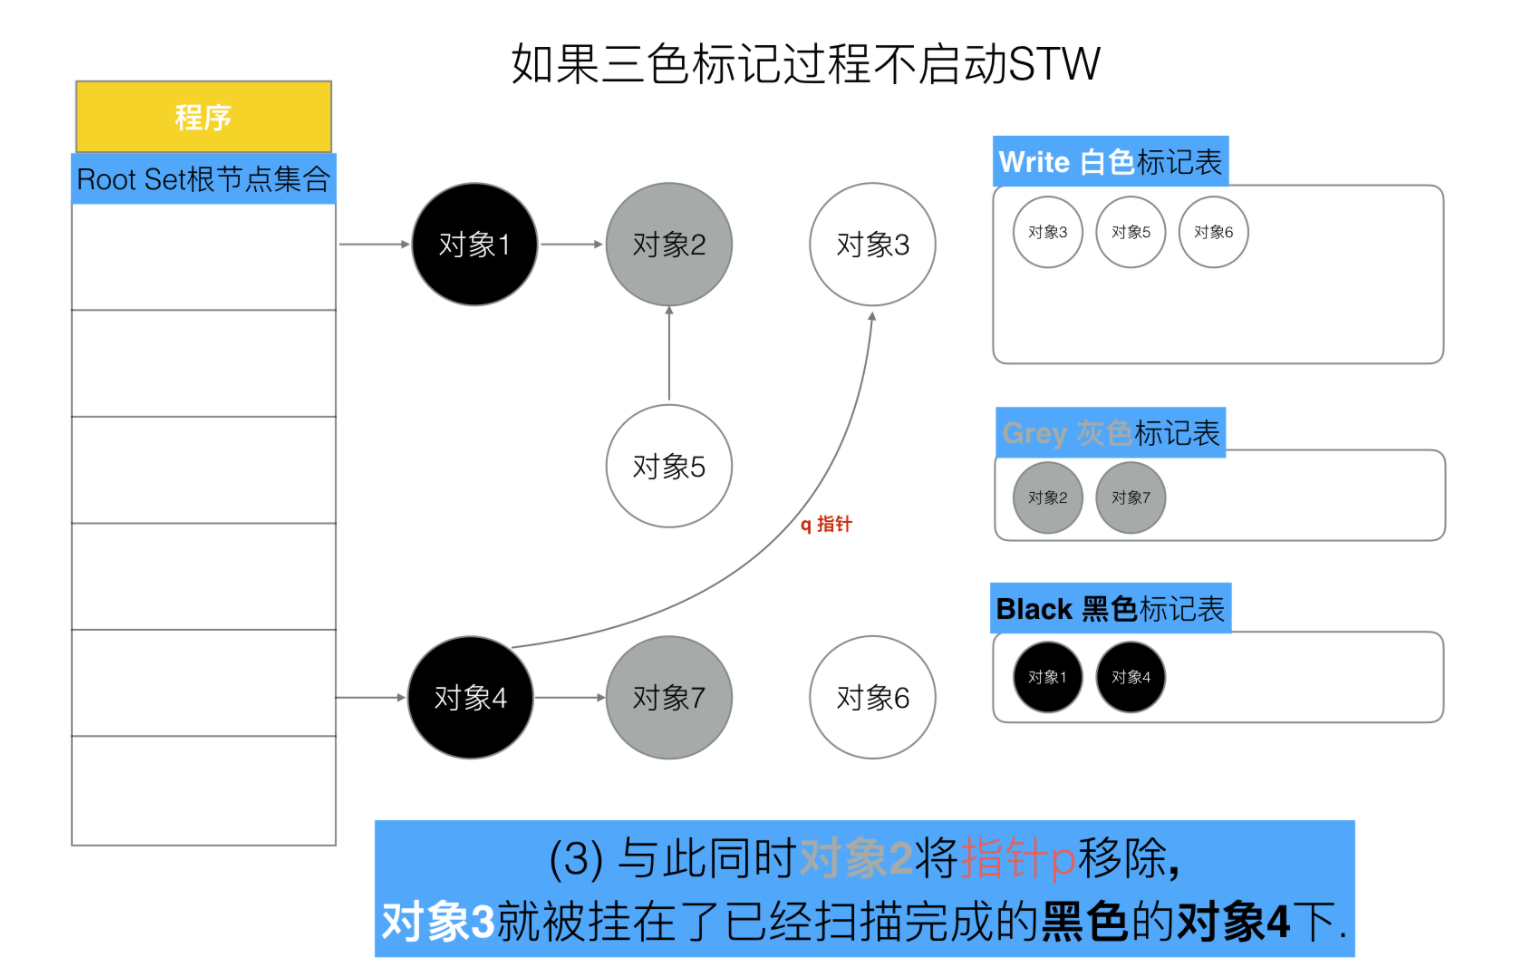 如果三色标记过程不启动STW
程序
Root Set根节点集合
对象1
对象2
对象3
对象5
q 指针
对象4
对象7
对象6
Write 白色标记表
对象3
对象5
对象6
Grey 灰色标记表
对象2
对象7
Black 黑色标记表
对象1
对象4
(3) 与此同时对象2将指针p移除,
对象3就被挂在了已经扫描完成的黑色的对象4下.